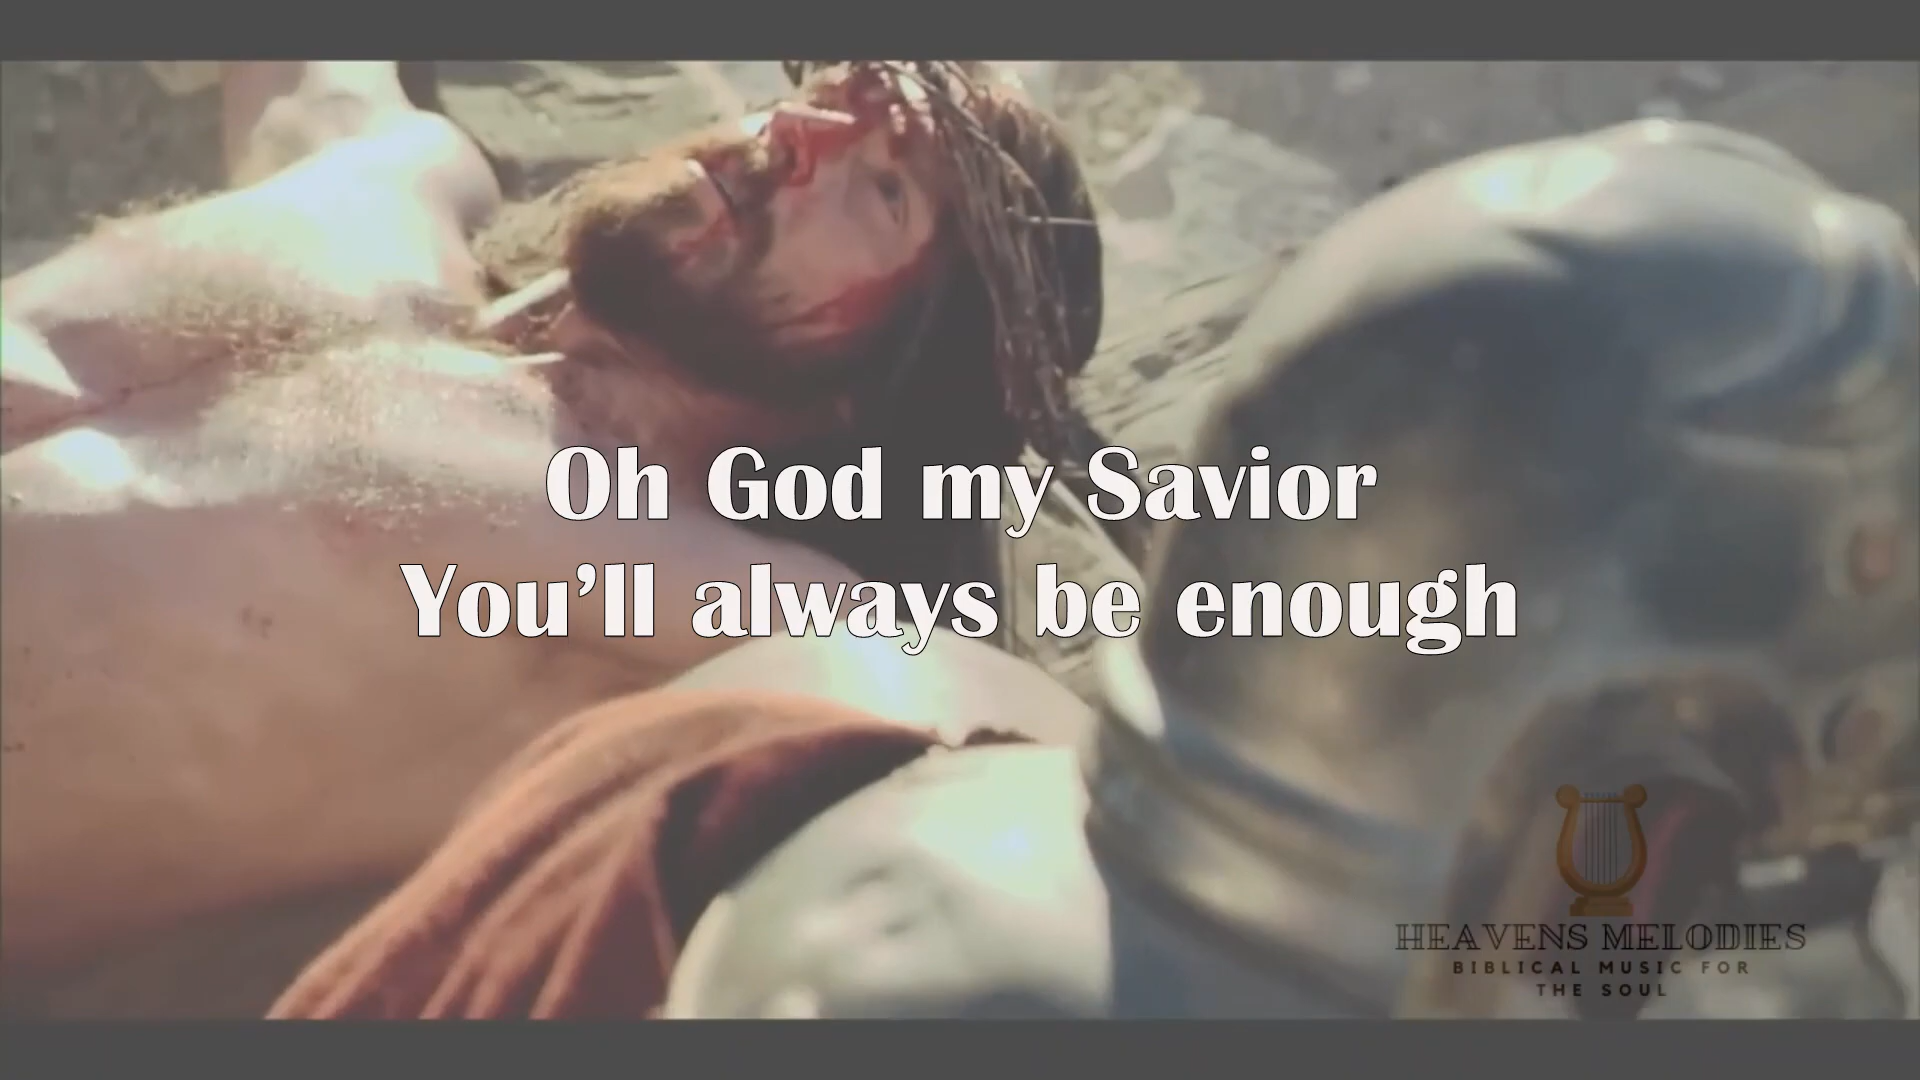 Oh God my Savior
You’ll always be enough
HEAVENS MELODIES
BIBLICAL MUSIC FOR
THE SOUL